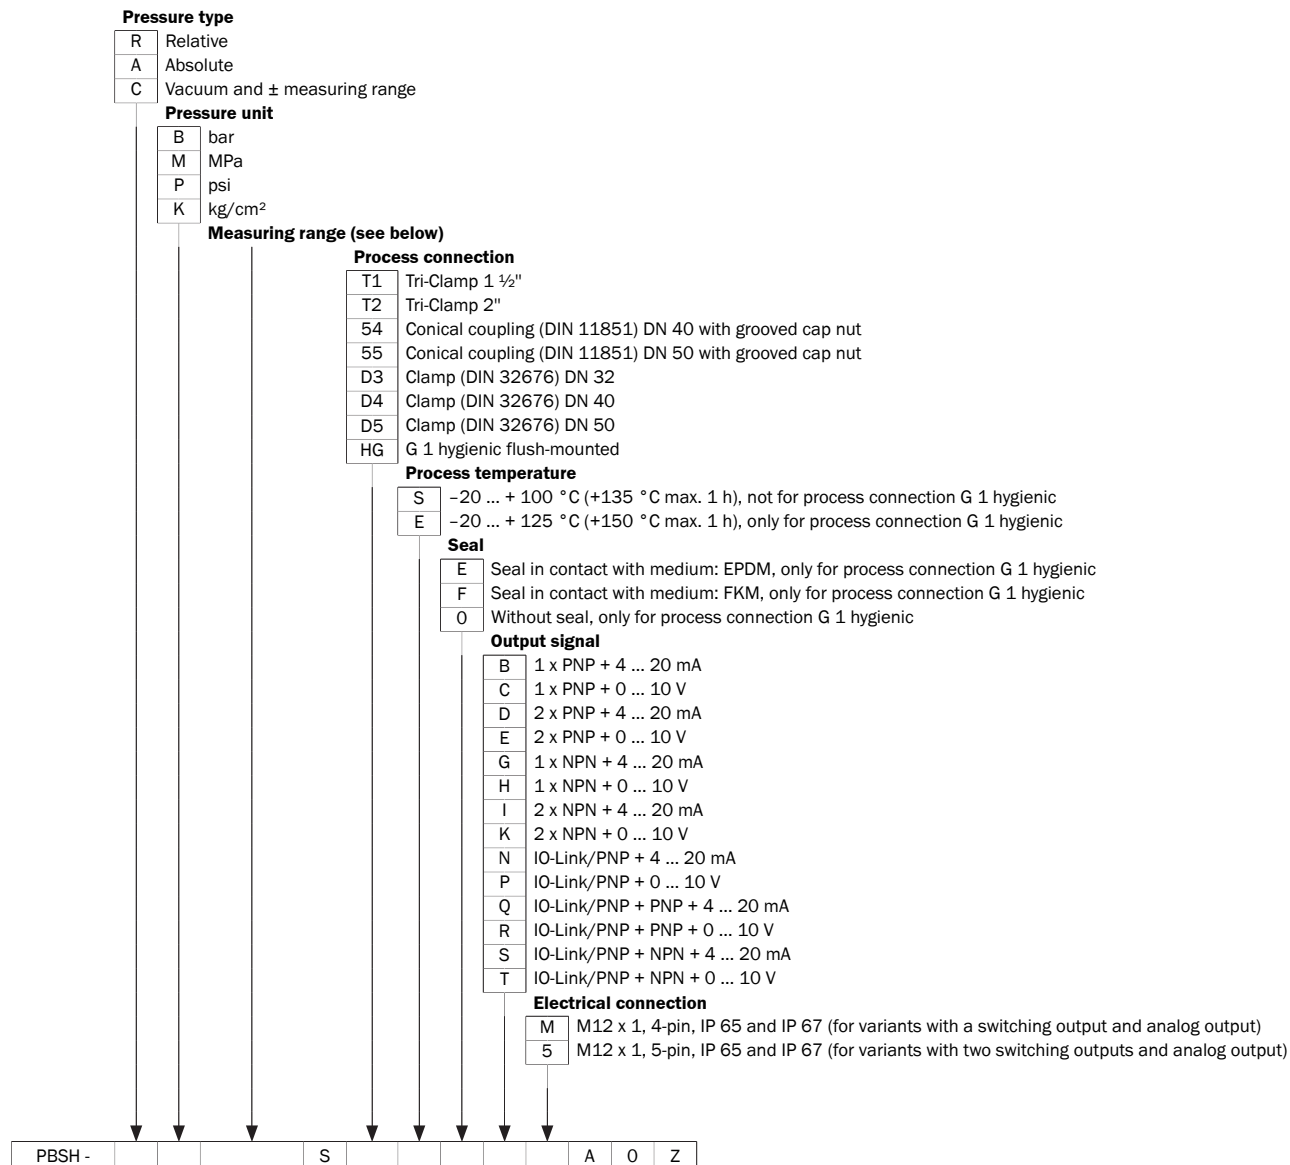 Pressure type
R Relative
A Absolute
C Vacuum and ± measuring range
Pressure unit
B bar
M MPa
P psi
K kg/cm²
Measuring range (see below)
Process connection
T1 Tri-Clamp 1 ½"
T2 Tri-Clamp 2"
54 Conical coupling (DIN 11851) DN 40 with grooved cap nut
55 Conical coupling (DIN 11851) DN 50 with grooved cap nut
D3 Clamp (DIN 32676) DN 32
D4 Clamp (DIN 32676) DN 40
D5 Clamp (DIN 32676) DN 50
HG G 1 hygienic flush-mounted
Process temperature
S –20 ... + 100 °C (+135 °C max. 1 h), not for process connection G 1 hygienic
E –20 ... + 125 °C (+150 °C max. 1 h), only for process connection G 1 hygienic
Seal
E Seal in contact with medium: EPDM, only for process connection G 1 hygienic
F Seal in contact with medium: FKM, only for process connection G 1 hygienic
0 Without seal, only for process connection G 1 hygienic
Output signal
B 1 x PNP + 4 ... 20 mA
C 1 x PNP + 0 ... 10 V
D 2 x PNP + 4 ... 20 mA
E 2 x PNP + 0 ... 10 V
G 1 x NPN + 4 ... 20 mA
H 1 x NPN + 0 ... 10 V
I 2 x NPN + 4 ... 20 mA
K 2 x NPN + 0 ... 10 V
N IO-Link/PNP + 4 ... 20 mA
P IO-Link/PNP + 0 ... 10 V
Q IO-Link/PNP + PNP + 4 ... 20 mA
R IO-Link/PNP + PNP + 0 ... 10 V
S IO-Link/PNP + NPN + 4 ... 20 mA
T IO-Link/PNP + NPN + 0 ... 10 V
Electrical connection
M M12 x 1, 4-pin, IP 65 and IP 67 (for variants with a switching output and analog output)
5 M12 x 1, 5-pin, IP 65 and IP 67 (for variants with two switching outputs and analog output)
PBSH - S A 0 Z